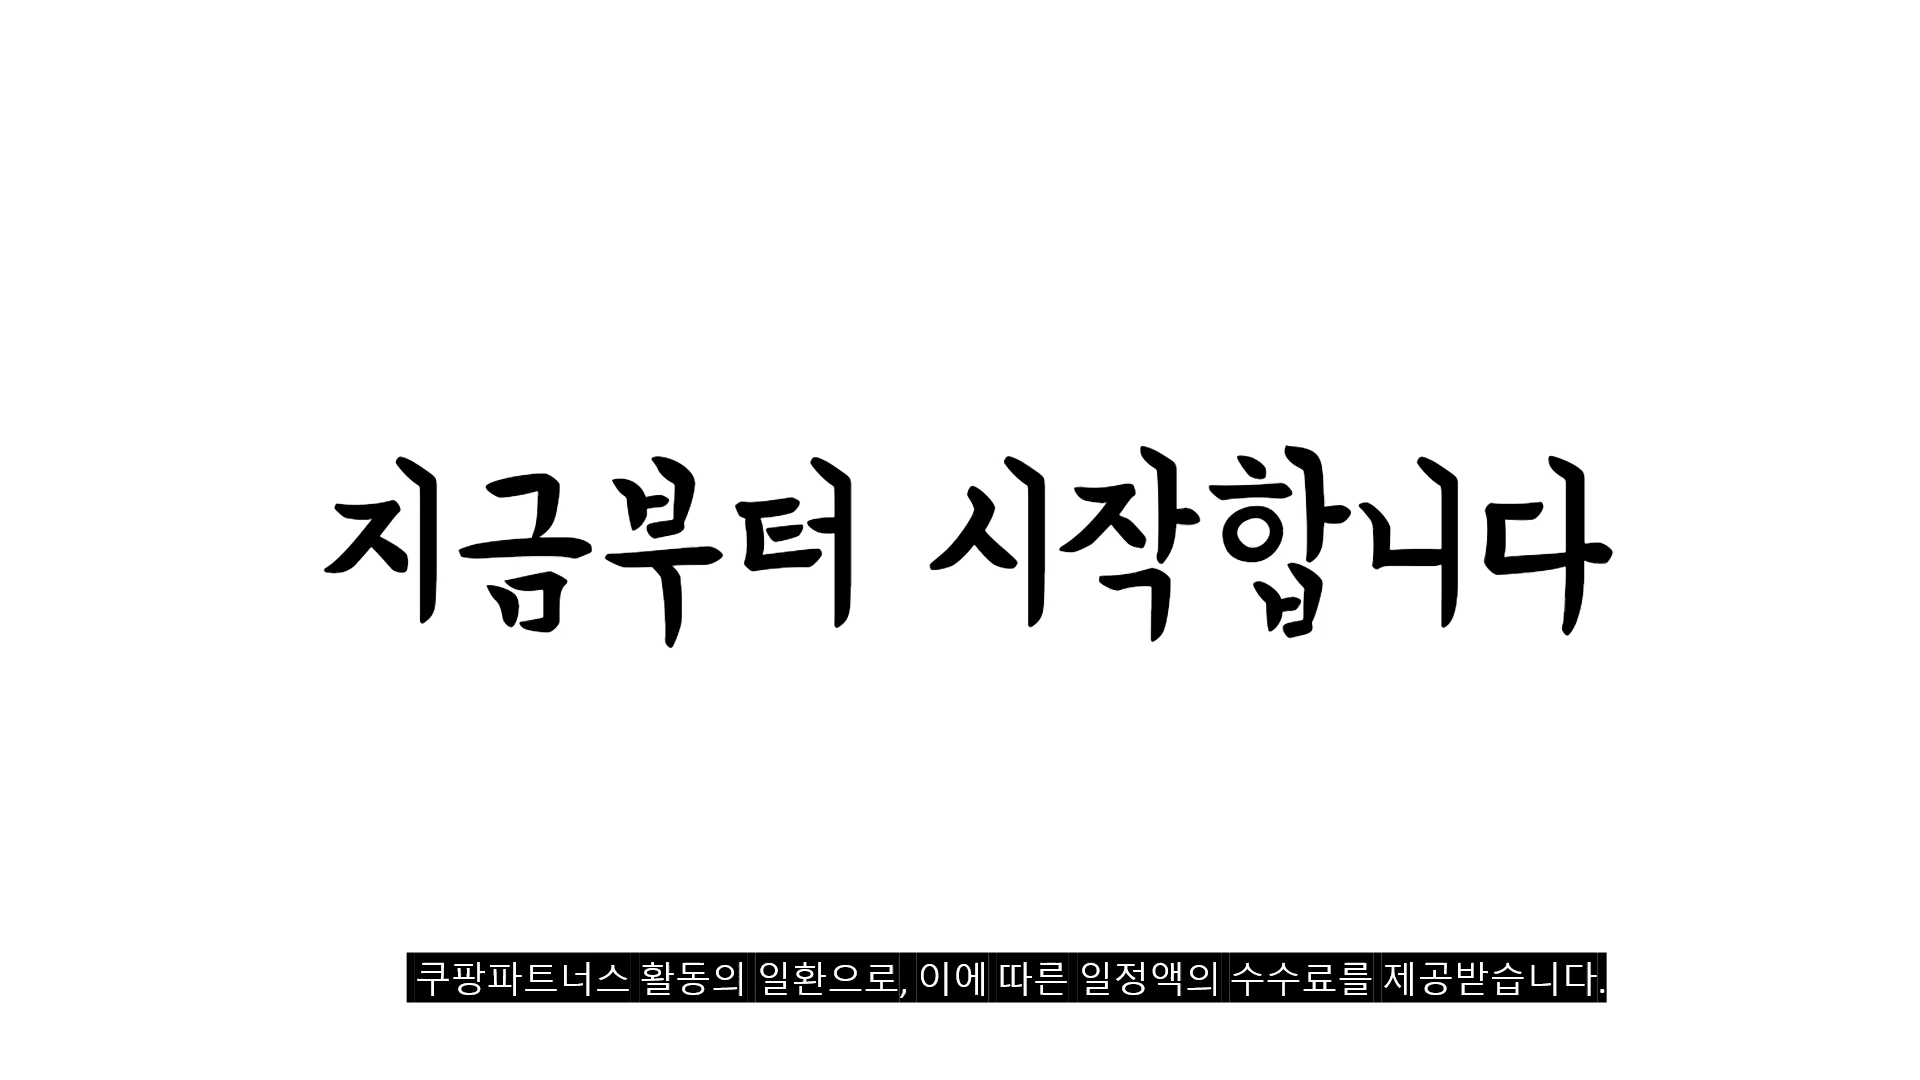 지금부터 시작합니다
쿠팡파트너스 활동의 일환으로, 이에 따른 일정액의 수수료를 제공받습니다.